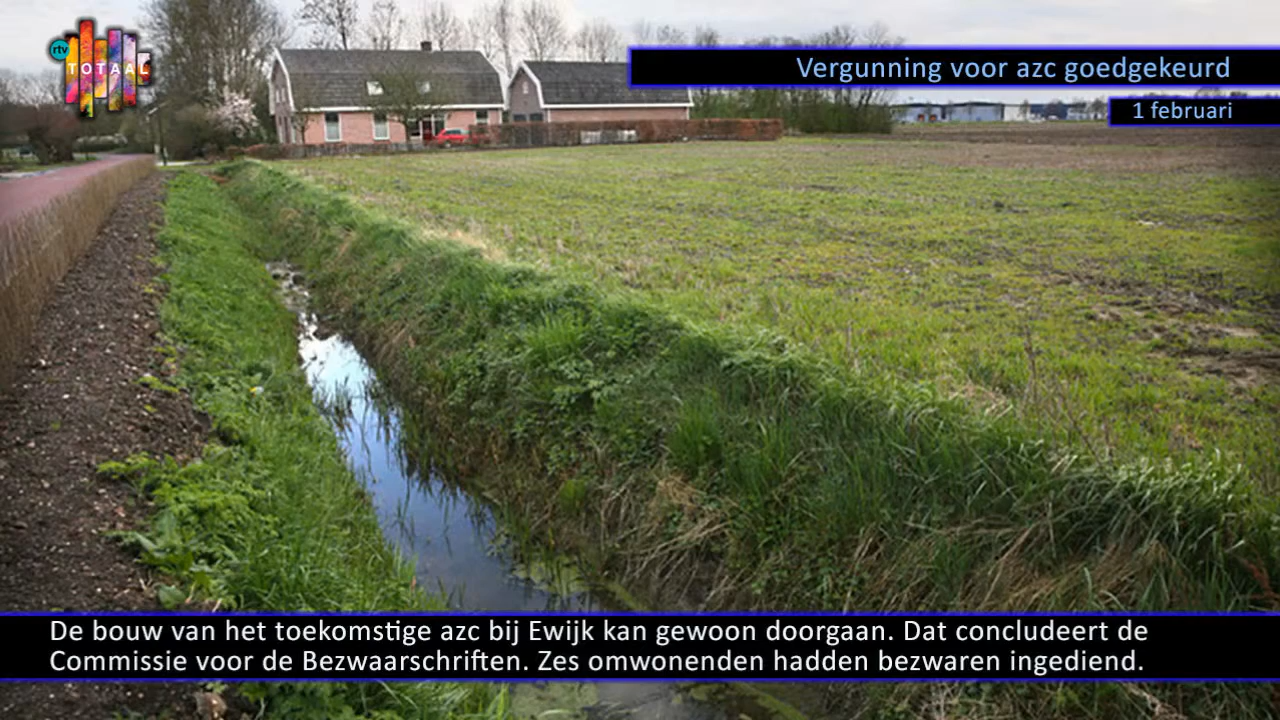 rtv
TOTAAL
Vergunning voor azc goedgekeurd
1 februari
De bouw van het toekomstige azc bij Ewijk kan gewoon doorgaan. Dat concludeert de
Commissie voor de Bezwaarschriften. Zes omwonenden hadden bezwaren ingediend.